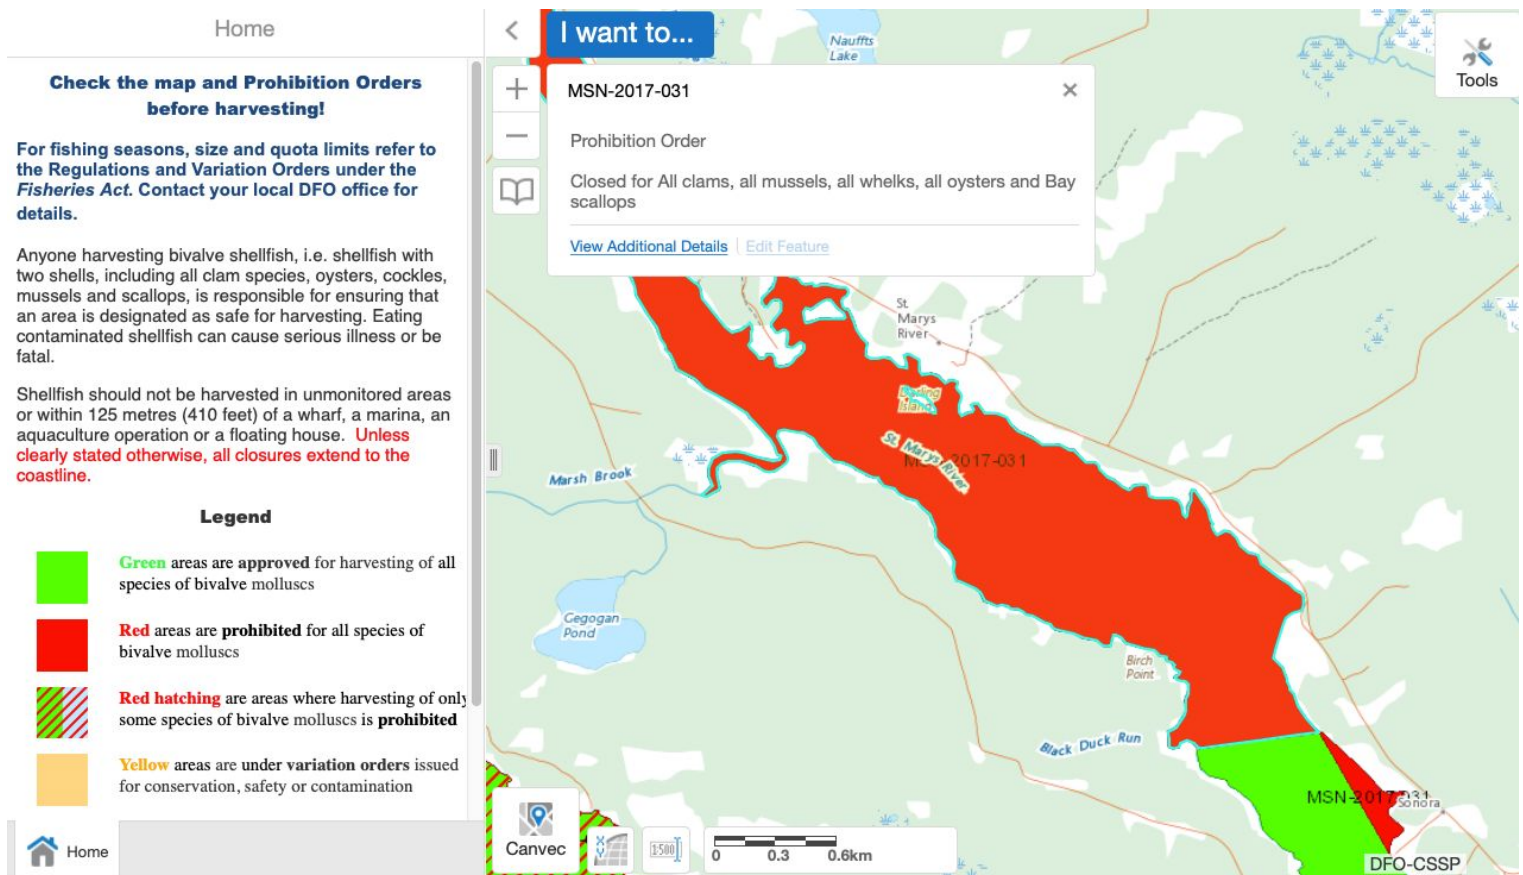 Home
Check the map and Prohibition Orders
before harvesting!
For fishing seasons, size and quota limits refer to
the Regulations and Variation Orders under the
Fisheries Act. Contact your local DFO office for
details.
Anyone harvesting bivalve shellfish, i.e. shellfish with
two shells, including all clam species, oysters, cockles,
mussels and scallops, is responsible for ensuring that
an area is designated as safe for harvesting. Eating
contaminated shellfish can cause serious illness or be
fatal.
Shellfish should not be harvested in unmonitored areas
or within 125 metres (410 feet) of a wharf, a marina, an
aquaculture operation or a floating house. Unless
clearly stated otherwise, all closures extend to the
coastline.
Legend
Green areas are approved for harvesting of all
species of bivalve molluscs
Red areas are prohibited for all species of
bivalve molluscs
Red hatching are areas where harvesting of only
some species of bivalve molluscs is prohibited
Yellow areas are under variation orders issued
for conservation, safety or contamination
Home
I want to...
Tools
MSN-2017-031
Prohibition Order
Closed for All clams, all mussels, all whelks, all oysters and Bay
scallops
View Additional Details
Edit Feature
Nauffts
Lake
St.
Marys
River
Darling
Island
St. Marys River
MSN-2017-031
Marsh Brook
Gegogan
Pond
Birch
Point
Black Duck Run
MSN-2017-031
Sonora
Canvec
X
Y
1:500
0 0.3 0.6km
DFO-CSSP